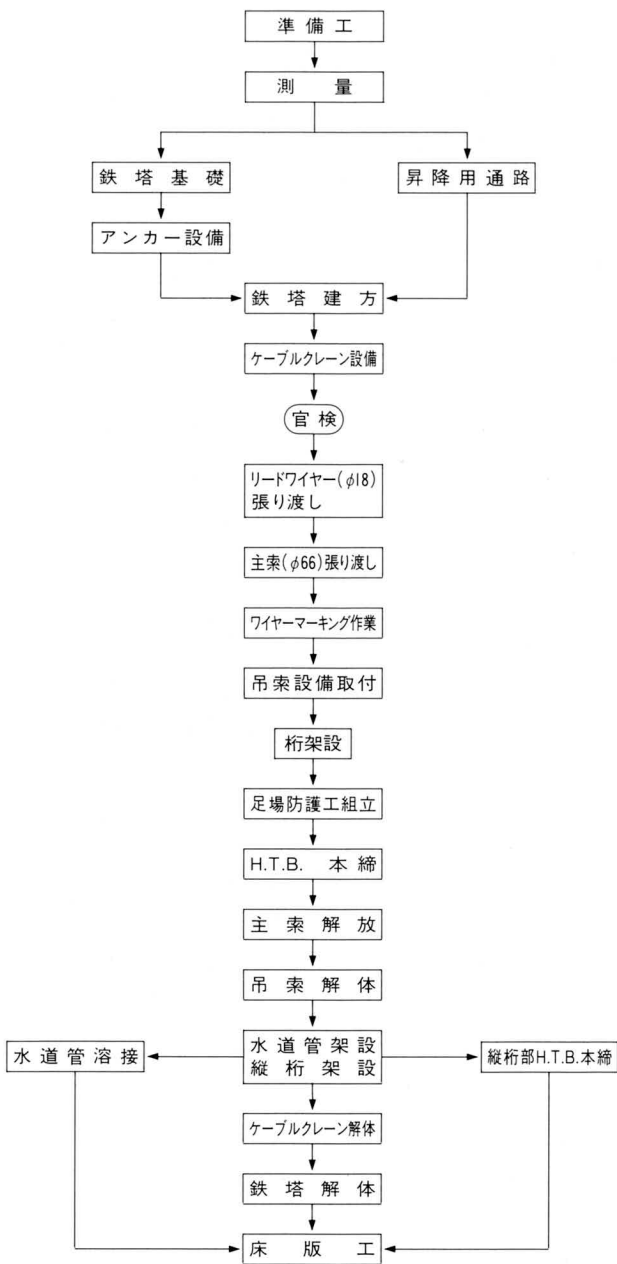 準備工
測量
鉄塔基礎
昇降用通路
アンカー設備
鉄塔建方
ケーブルクレーン設備
官検
リードワイヤー(φ18)
張り渡し
主索(φ66)張り渡し
ワイヤーマーキング作業
吊索設備取付
桁架設
足場防護工組立
H.T.B. 本締
主索解放
吊索解体
水道管溶接
水道管架設
縦桁架設
縦桁部H.T.B.本締
ケーブルクレーン解体
鉄塔解体
床版工